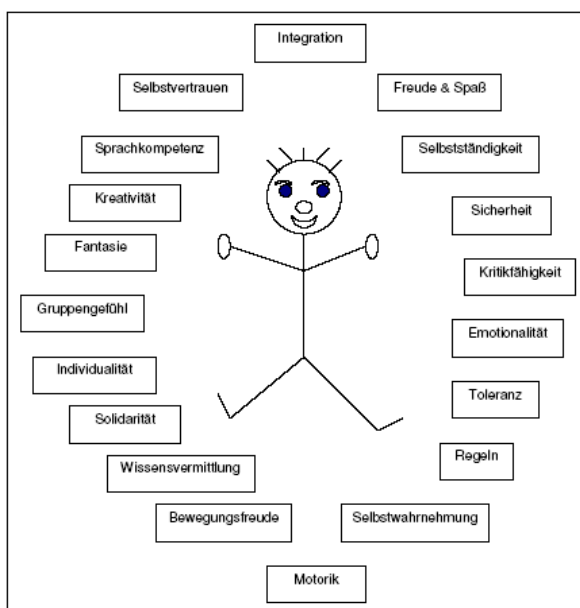 Integration
Selbstvertrauen
Freude & Spaß
Sprachkompetenz
Selbstständigkeit
Kreativität
Sicherheit
Fantasie
Kritikfähigkeit
Gruppengefühl
Emotionalität
Individualität
Toleranz
Solidarität
Regeln
Wissensvermittlung
Bewegungsfreude
Selbstwahrnehmung
Motorik